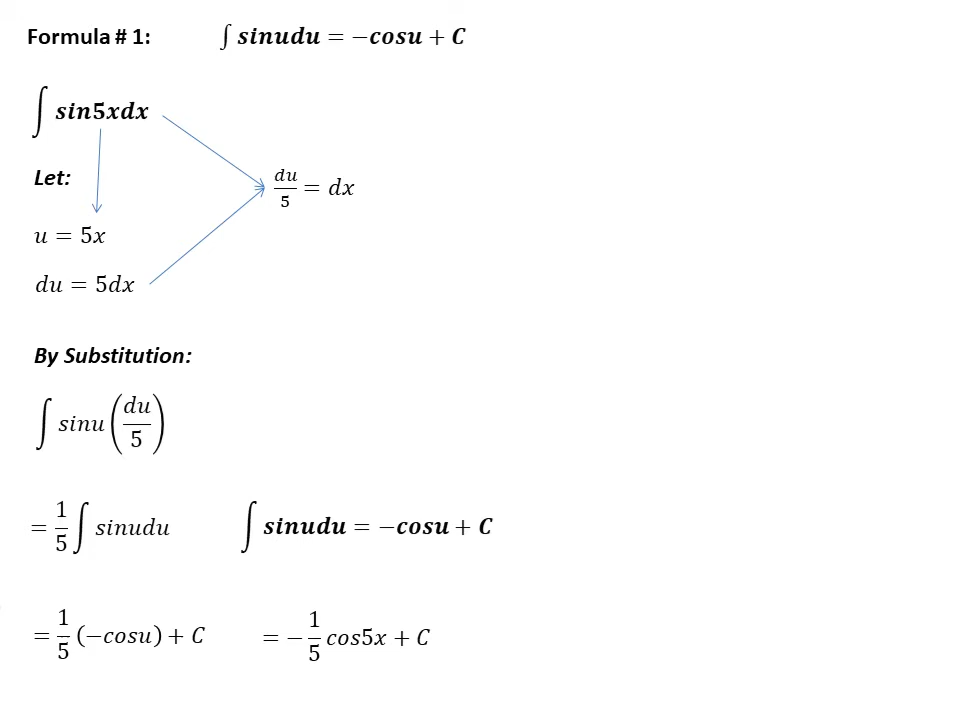 Formula # 1: ∫ sinudu = −cosu + C
∫ sin5xdx
Let:
du/5 = dx
u = 5x
du = 5dx
By Substitution:
∫ sinu (du/5)
= 1/5 ∫ sinudu ∫ sinudu = −cosu + C
= 1/5 (−cosu) + C = −1/5 cos5x + C